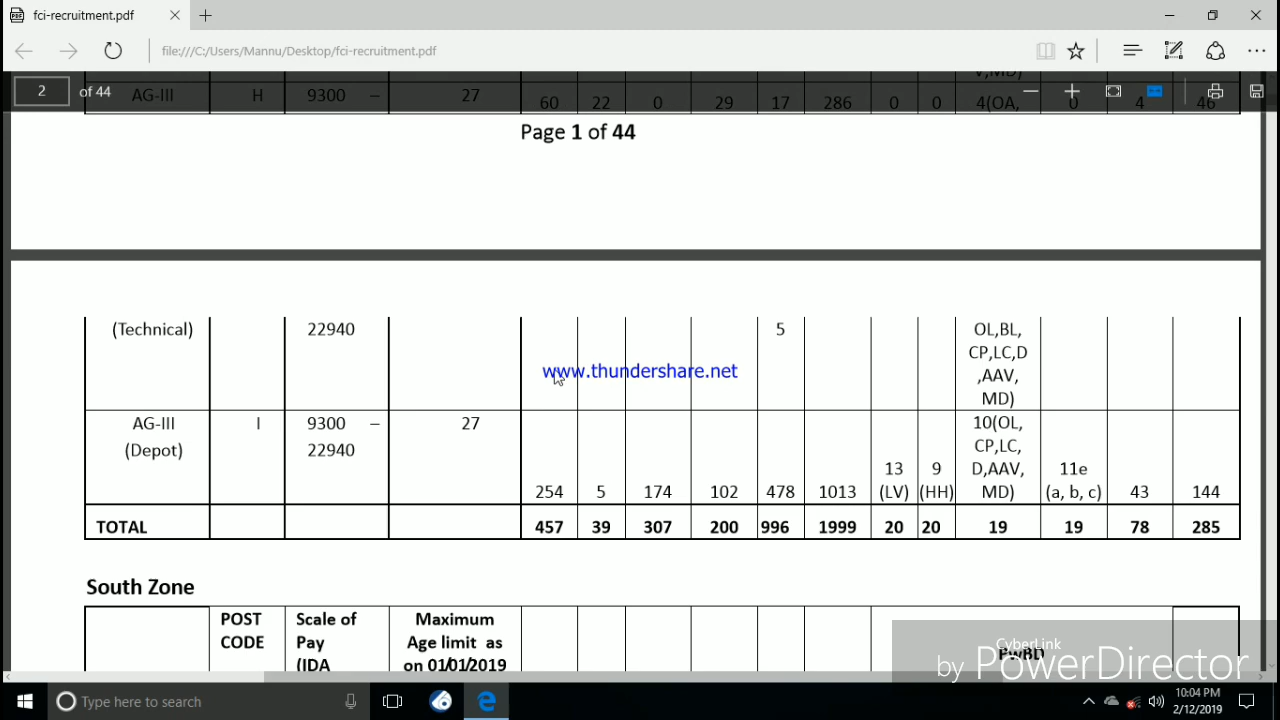 fci-recruitment.pdf
file:///C:/Users/Mannu/Desktop/fci-recruitment.pdf
2 of 44
AG-III H 9300 – 27 60 22 0 29 17 286 0 0 4(OA, 0 4 46
Page 1 of 44
(Technical) 22940 5 OL,BL,
CP,LC,D
,AAV,
MD)
www.thundershare.net
AG-III I 9300 – 27 10(OL,
(Depot) 22940 CP,LC,
13 9 D,AAV, 11e
254 5 174 102 478 1013 (LV) (HH) MD) (a, b, c) 43 144
TOTAL 457 39 307 200 996 1999 20 20 19 19 78 285
South Zone
POST Scale of Maximum
CODE Pay Age limit as
(IDA on 01/01/2019
PwBD
CyberLink
by PowerDirector
Type here to search
10:04 PM
2/12/2019